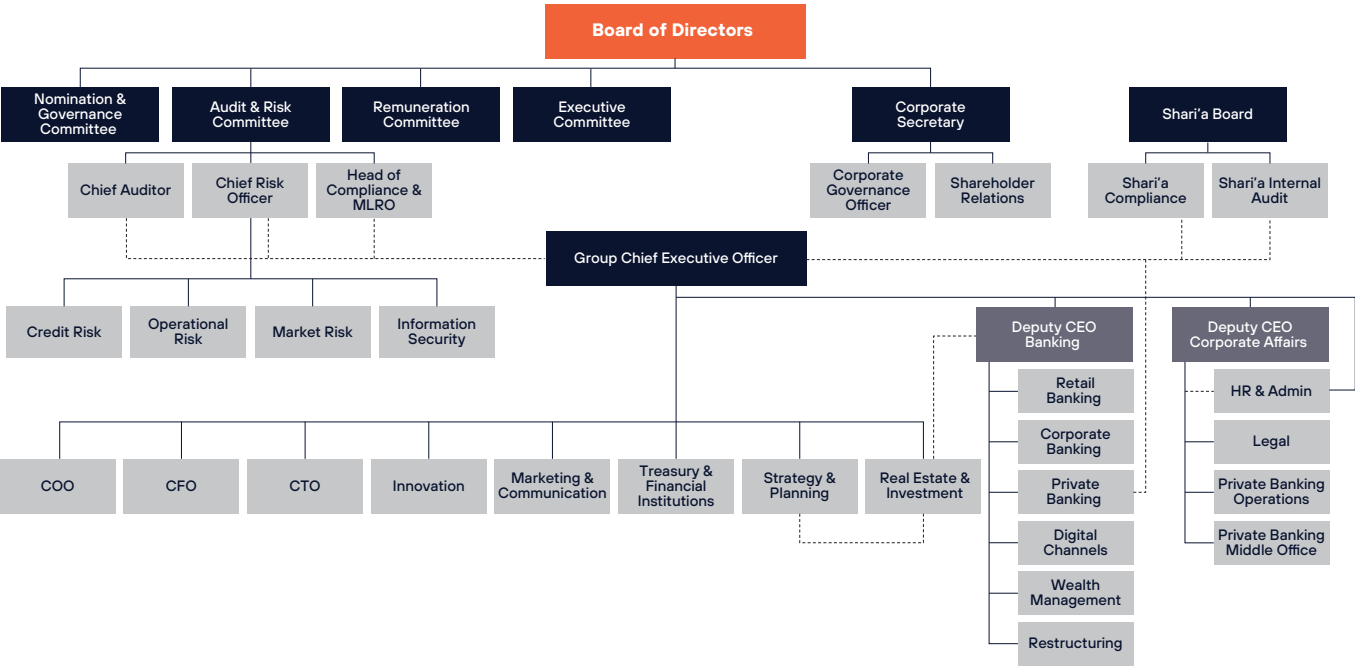 Board of Directors
Nomination &
Governance
Committee
Audit & Risk
Committee
Remuneration
Committee
Executive
Committee
Corporate
Secretary
Shari’a Board
Chief Auditor
Chief Risk
Officer
Head of
Compliance &
MLRO
Corporate
Governance
Officer
Shareholder
Relations
Shari’a
Compliance
Shari’a Internal
Audit
Group Chief Executive Officer
Credit Risk
Operational
Risk
Market Risk
Information
Security
Deputy CEO
Banking
Deputy CEO
Corporate Affairs
Retail
Banking
HR & Admin
Corporate
Banking
Legal
COO
CFO
CTO
Innovation
Marketing &
Communication
Treasury &
Financial
Institutions
Strategy &
Planning
Real Estate &
Investment
Private
Banking
Private Banking
Operations
Digital
Channels
Private Banking
Middle Office
Wealth
Management
Restructuring